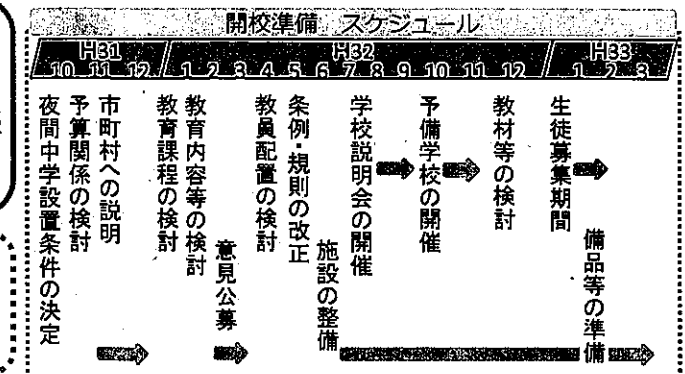 開校準備 スケジュール
H31 H32 H33
10 11 12 1 2 3 4 5 6 7 8 9 10 11 12 1 2 3
夜間中学設置条件の決定
予算関係の検討
市町村への説明
教育課程の検討
教育内容等の検討
意見公募
教員配置の検討
条例・規則の改正
施設の整備
学校説明会の開催
予備学校の開催
教材等の検討
生徒募集期間
備品等の準備